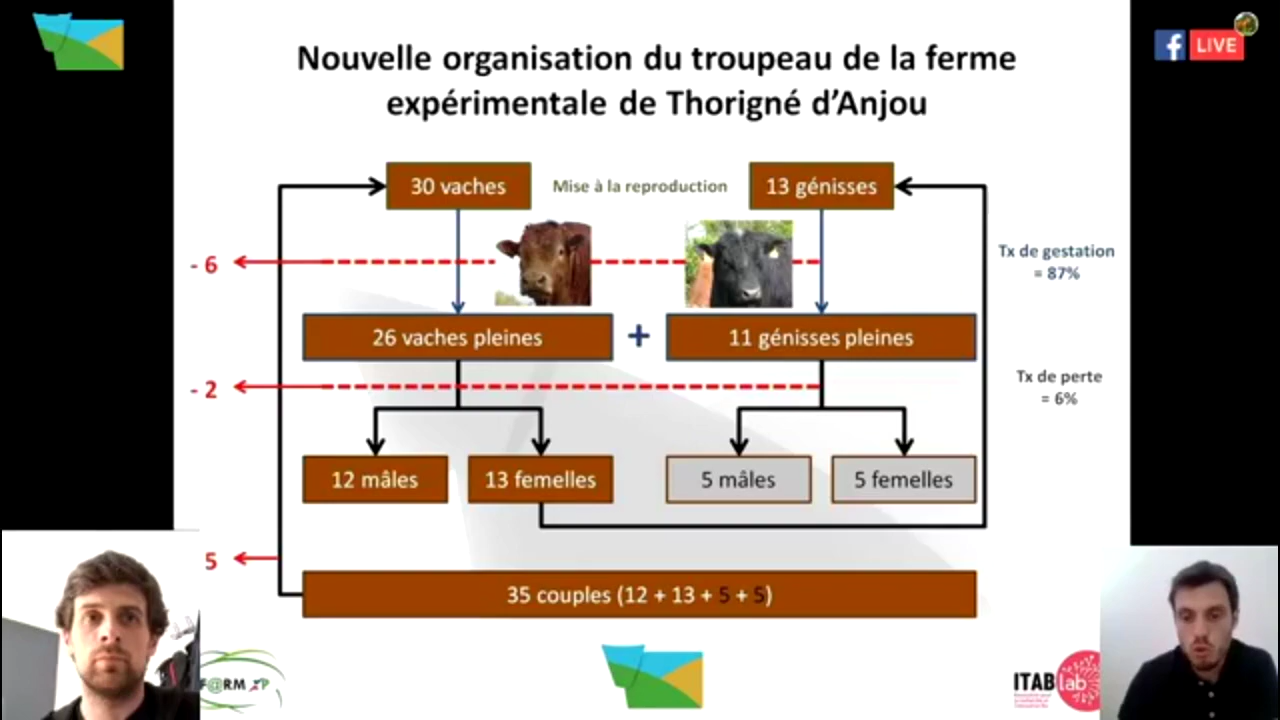 LIVE
Nouvelle organisation du troupeau de la ferme
expérimentale de Thorigné d'Anjou
30 vaches
Mise à la reproduction
13 génisses
- 6
Tx de gestation
= 87%
26 vaches pleines
+
11 génisses pleines
- 2
Tx de perte
= 6%
12 mâles
13 femelles
5 mâles
5 femelles
5
35 couples (12 + 13 + 5 + 5)
F@RM XP
ITAB lab